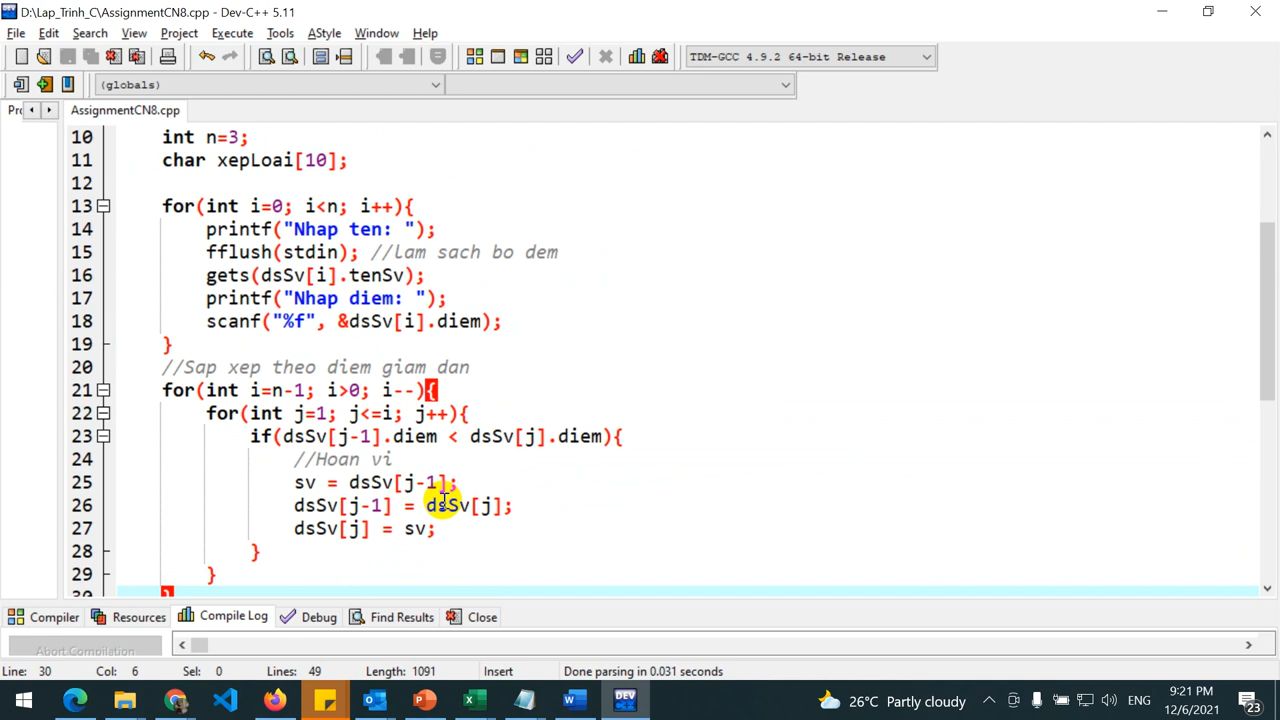 D:\Lap_Trinh_C\AssignmentCN8.cpp - Dev-C++ 5.11
File Edit Search View Project Execute Tools AStyle Window Help
TDM-GCC 4.9.2 64-bit Release
(globals)
AssignmentCN8.cpp
10 int n=3;
11 char xepLoai[10];
12
13 for(int i=0; i<n; i++){
14 printf("Nhap ten: ");
15 fflush(stdin); //lam sach bo dem
16 gets(dsSv[i].tenSv);
17 printf("Nhap diem: ");
18 scanf("%f", &dsSv[i].diem);
19 }
20 //Sap xep theo diem giam dan
21 for(int i=n-1; i>0; i--){
22 for(int j=1; j<=i; j++){
23 if(dsSv[j-1].diem < dsSv[j].diem){
24 //Hoan vi
25 sv = dsSv[j-1];
26 dsSv[j-1] = dsSv[j];
27 dsSv[j] = sv;
28 }
29 }
30 }
Compiler Resources Compile Log Debug Find Results Close
Abort Compilation
Line: 30 Col: 6 Sel: 0 Lines: 49 Length: 1091 Insert Done parsing in 0.031 seconds
DEV
26°C Partly cloudy ENG 9:21 PM
12/6/2021 23